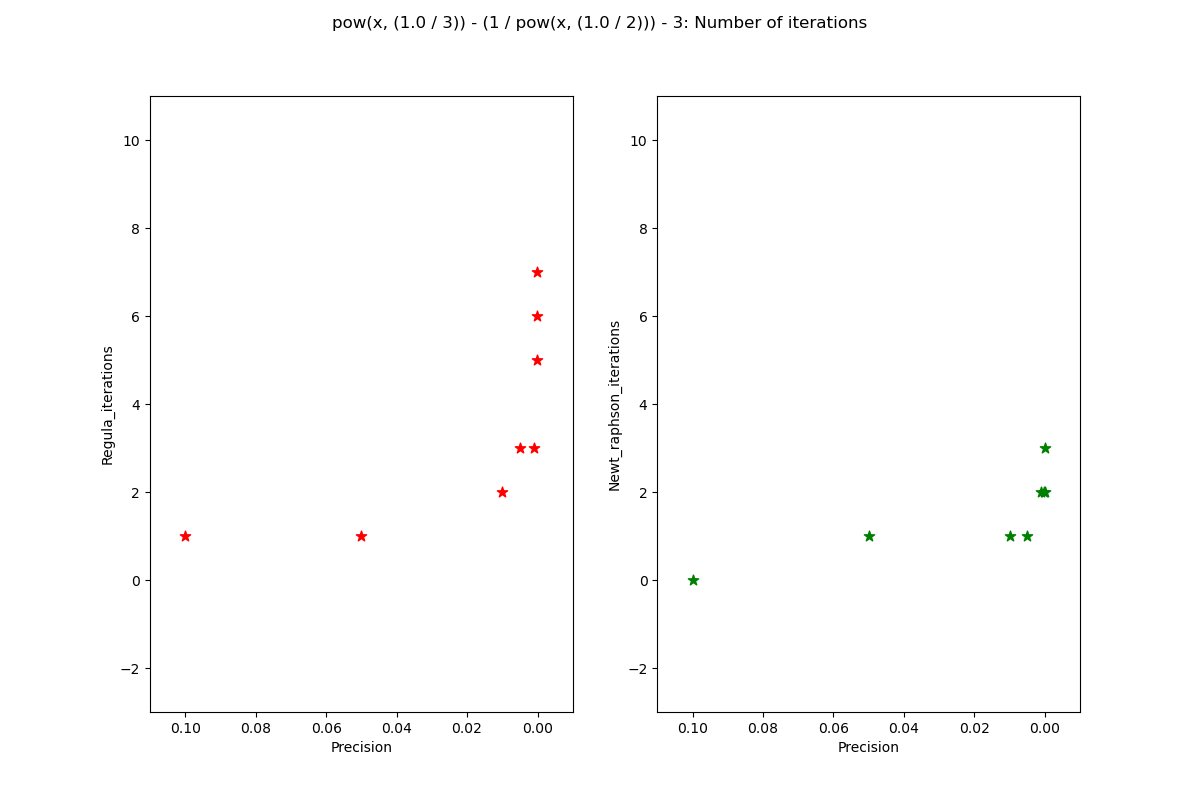 pow(x, (1.0 / 3)) - (1 / pow(x, (1.0 / 2))) - 3: Number of iterations
Regula_iterations
10
8
6
4
2
0
−2
0.10 0.08 0.06 0.04 0.02 0.00
Precision
Newt_raphson_iterations
10
8
6
4
2
0
−2
0.10 0.08 0.06 0.04 0.02 0.00
Precision